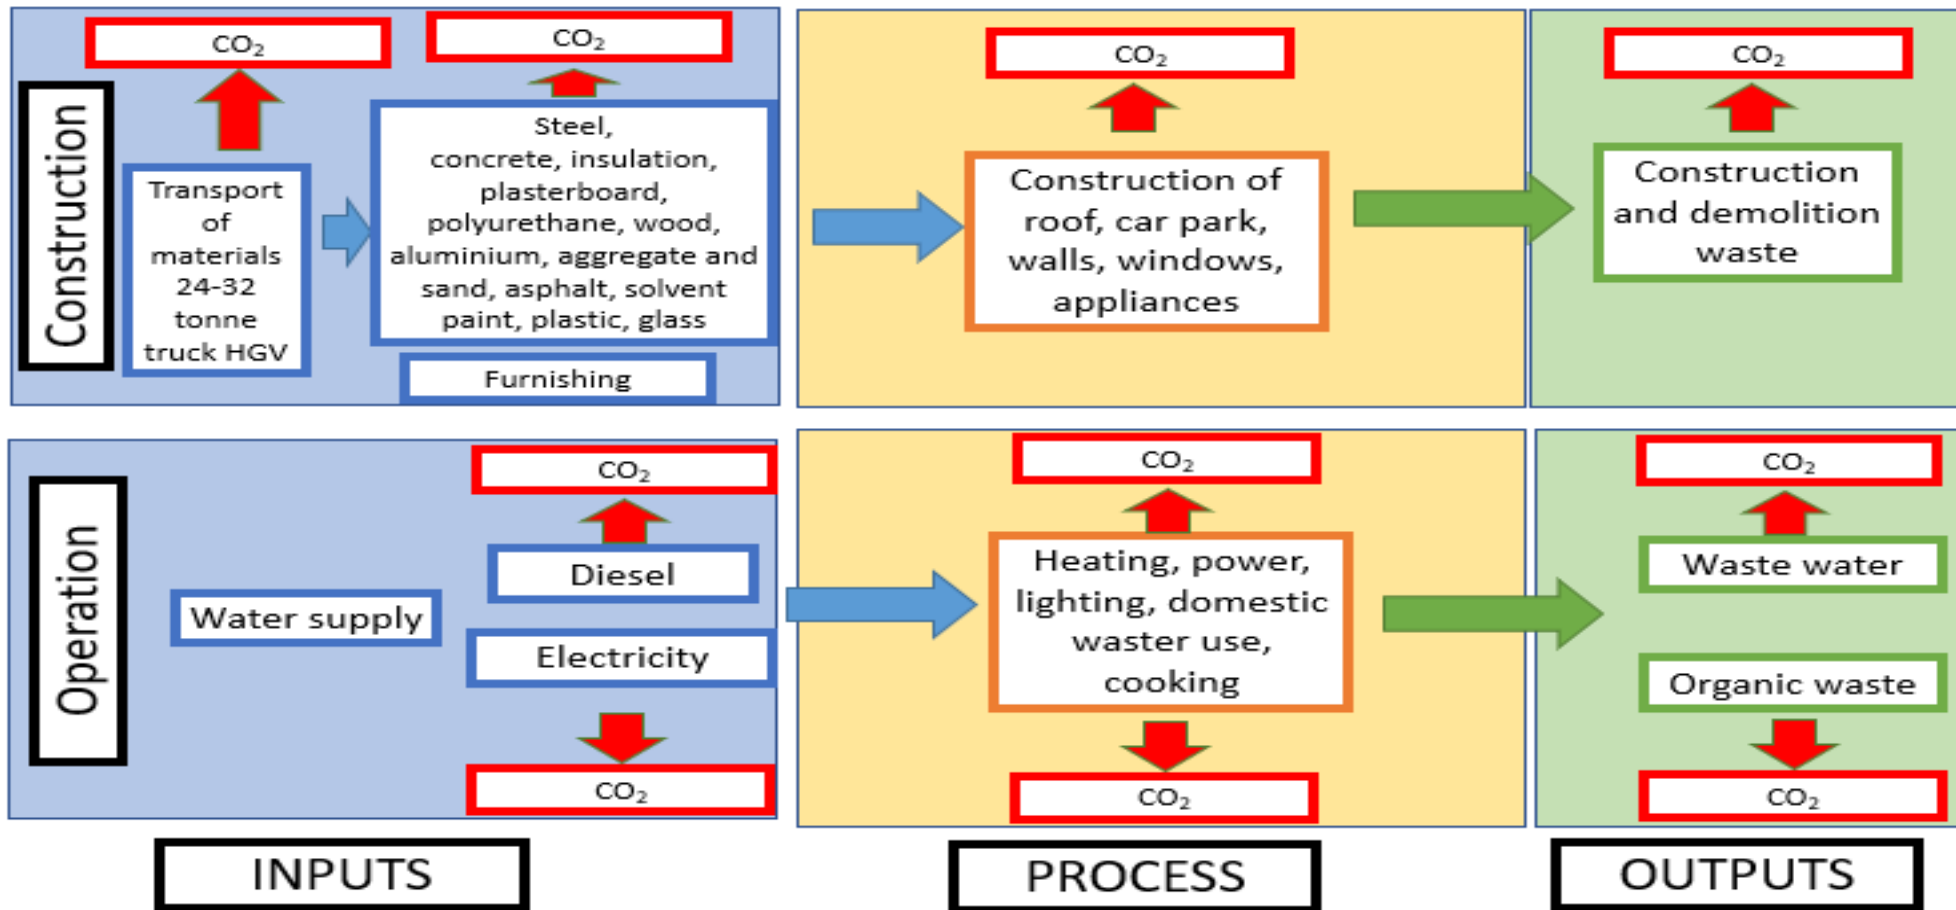 Construction
CO₂
CO₂
Transport
of
materials
24-32
tonne
truck HGV
Steel,
concrete, insulation,
plasterboard,
polyurethane, wood,
aluminium, aggregate and
sand, asphalt, solvent
paint, plastic, glass
Furnishing
CO₂
Construction of
roof, car park,
walls, windows,
appliances
CO₂
Construction
and demolition
waste
Operation
Water supply
CO₂
Diesel
Electricity
CO₂
CO₂
Heating, power,
lighting, domestic
waster use,
cooking
CO₂
CO₂
Waste water
Organic waste
CO₂
INPUTS
PROCESS
OUTPUTS